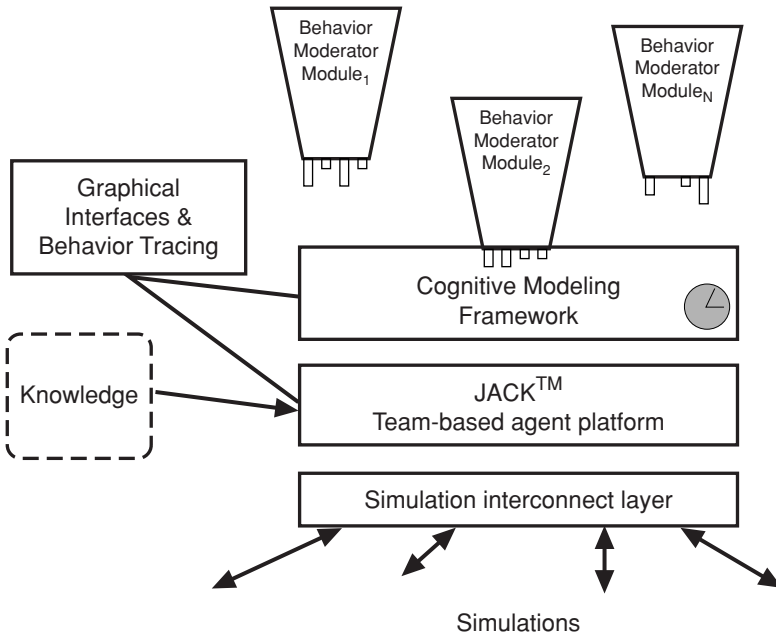 Behavior
Moderator
Module1
Behavior
Moderator
Module2
Behavior
Moderator
ModuleN
Graphical
Interfaces &
Behavior Tracing
Cognitive Modeling
Framework
Knowledge
JACK™
Team-based agent platform
Simulation interconnect layer
Simulations